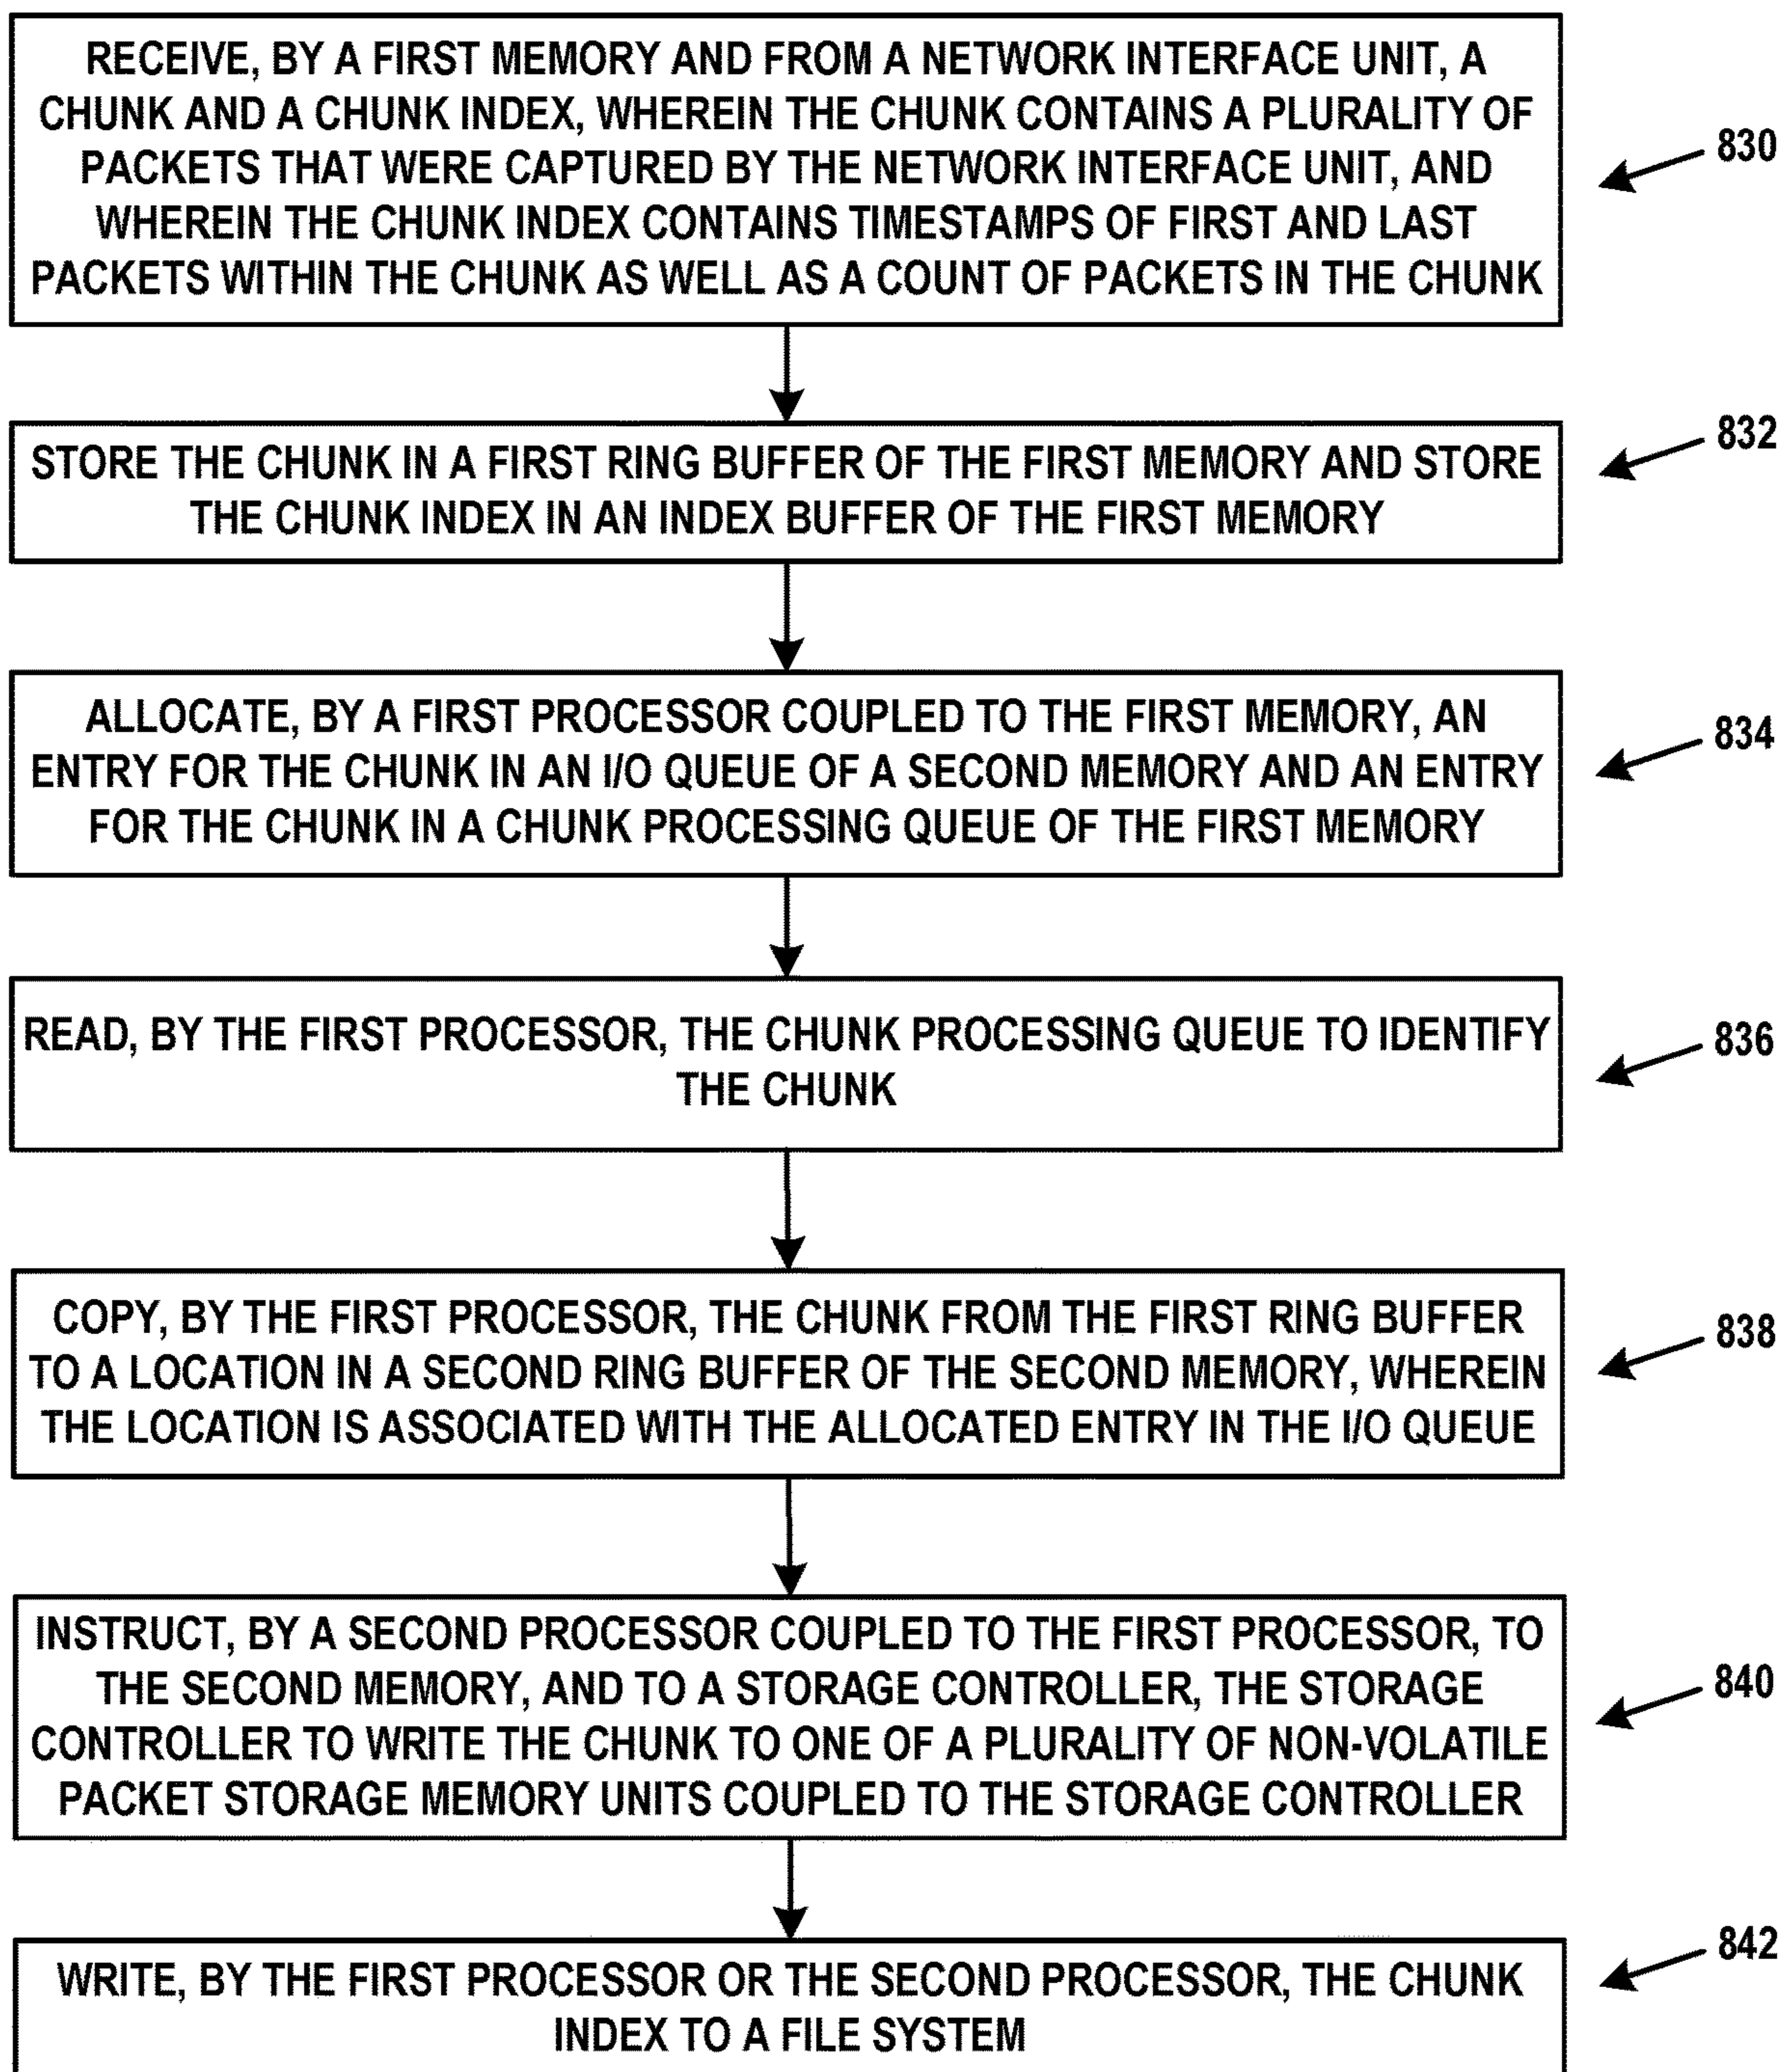 RECEIVE, BY A FIRST MEMORY AND FROM A NETWORK INTERFACE UNIT, A
CHUNK AND A CHUNK INDEX, WHEREIN THE CHUNK CONTAINS A PLURALITY OF
PACKETS THAT WERE CAPTURED BY THE NETWORK INTERFACE UNIT, AND
WHEREIN THE CHUNK INDEX CONTAINS TIMESTAMPS OF FIRST AND LAST
PACKETS WITHIN THE CHUNK AS WELL AS A COUNT OF PACKETS IN THE CHUNK
830
STORE THE CHUNK IN A FIRST RING BUFFER OF THE FIRST MEMORY AND STORE
THE CHUNK INDEX IN AN INDEX BUFFER OF THE FIRST MEMORY
832
ALLOCATE, BY A FIRST PROCESSOR COUPLED TO THE FIRST MEMORY, AN
ENTRY FOR THE CHUNK IN AN I/O QUEUE OF A SECOND MEMORY AND AN ENTRY
FOR THE CHUNK IN A CHUNK PROCESSING QUEUE OF THE FIRST MEMORY
834
READ, BY THE FIRST PROCESSOR, THE CHUNK PROCESSING QUEUE TO IDENTIFY
THE CHUNK
836
COPY, BY THE FIRST PROCESSOR, THE CHUNK FROM THE FIRST RING BUFFER
TO A LOCATION IN A SECOND RING BUFFER OF THE SECOND MEMORY, WHEREIN
THE LOCATION IS ASSOCIATED WITH THE ALLOCATED ENTRY IN THE I/O QUEUE
838
INSTRUCT, BY A SECOND PROCESSOR COUPLED TO THE FIRST PROCESSOR, TO
THE SECOND MEMORY, AND TO A STORAGE CONTROLLER, THE STORAGE
CONTROLLER TO WRITE THE CHUNK TO ONE OF A PLURALITY OF NON-VOLATILE
PACKET STORAGE MEMORY UNITS COUPLED TO THE STORAGE CONTROLLER
840
WRITE, BY THE FIRST PROCESSOR OR THE SECOND PROCESSOR, THE CHUNK
INDEX TO A FILE SYSTEM
842